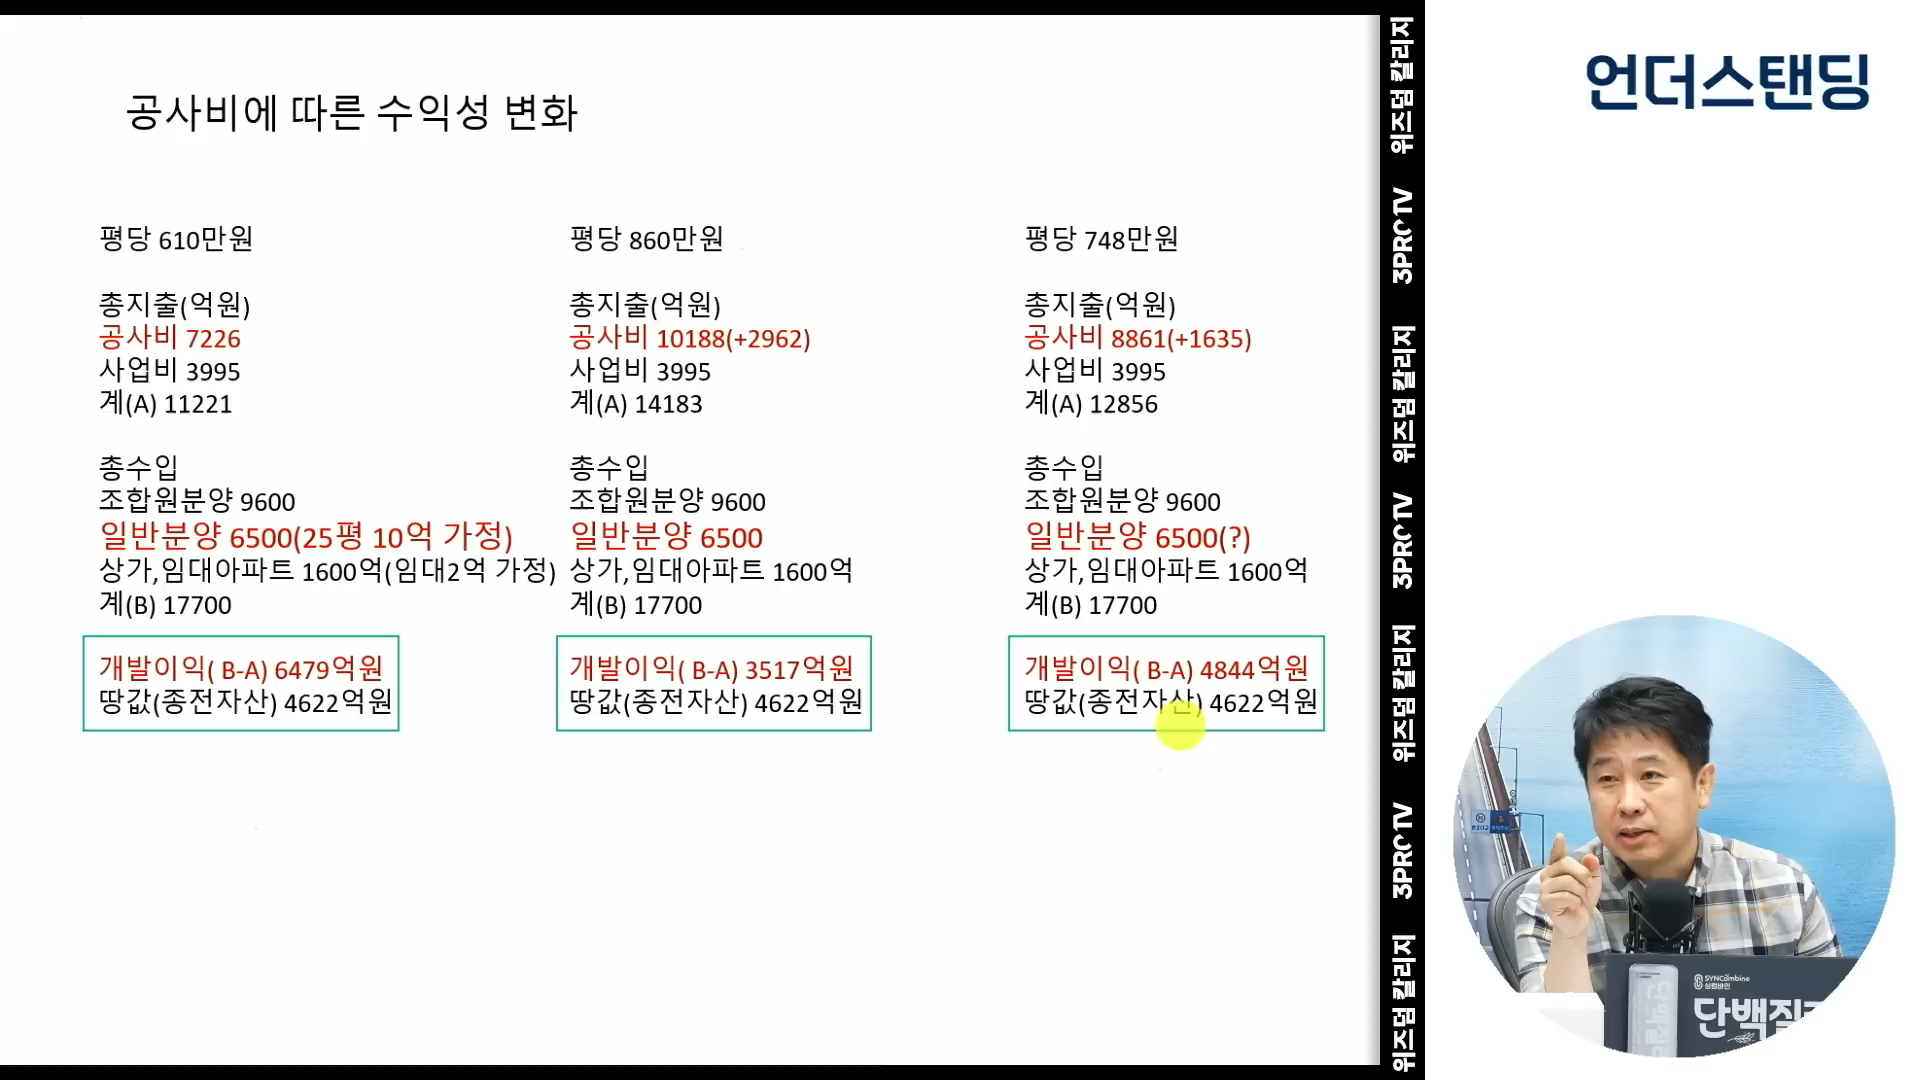 공사비에 따른 수익성 변화
평당 610만원
총지출(억원)
공사비 7226
사업비 3995
계(A) 11221
총수입
조합원분양 9600
일반분양 6500(25평 10억 가정)
상가,임대아파트 1600억(임대2억 가정)
계(B) 17700
개발이익( B-A) 6479억원
땅값(종전자산) 4622억원
평당 860만원
총지출(억원)
공사비 10188(+2962)
사업비 3995
계(A) 14183
총수입
조합원분양 9600
일반분양 6500
상가,임대아파트 1600억
계(B) 17700
개발이익( B-A) 3517억원
땅값(종전자산) 4622억원
평당 748만원
총지출(억원)
공사비 8861(+1635)
사업비 3995
계(A) 12856
총수입
조합원분양 9600
일반분양 6500(?)
상가,임대아파트 1600억
계(B) 17700
개발이익( B-A) 4844억원
땅값(종전자산) 4622억원
위즈덤 칼리지
3PROTV
위즈덤 칼리지
3PROTV
위즈덤 칼리지
3PROTV
위즈덤 칼리지
언더스탠딩
SYNCombine
싱컴바인
단백질